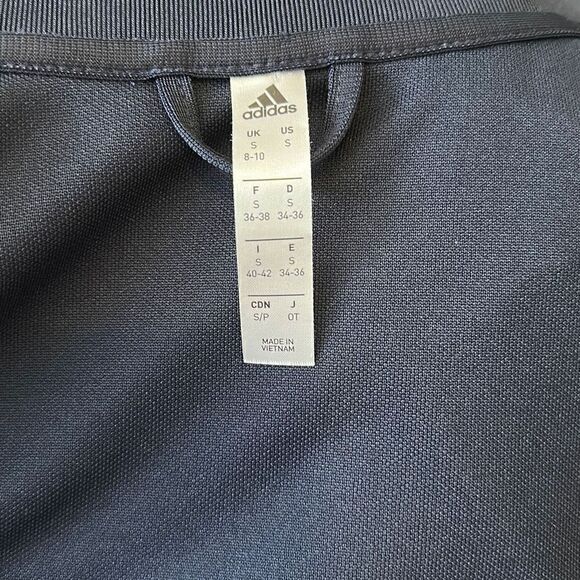 adidas
UK US
S S
8-10
F D
S S
36-38 34-36
I E
S S
40-42 34-36
CDN J
S/P OT
MADE IN
VIETNAM